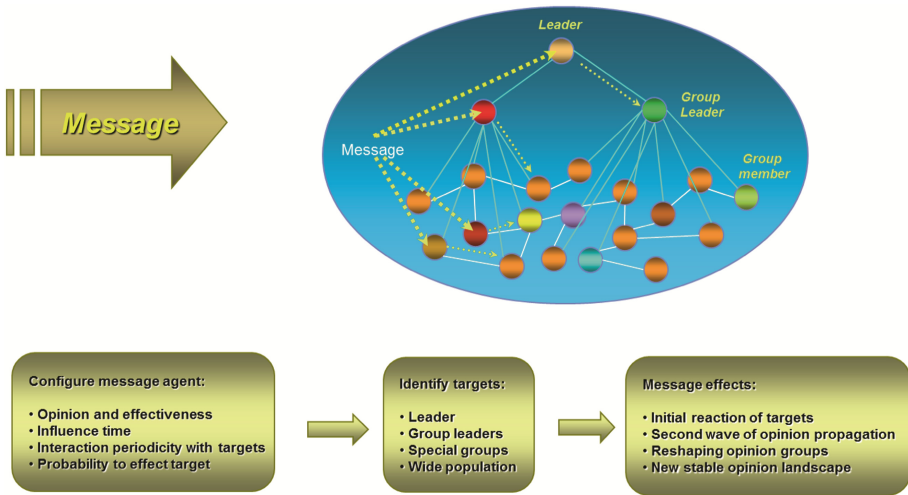 Message
Leader
Group
Leader
Message
Group
member
Configure message agent:
• Opinion and effectiveness
• Influence time
• Interaction periodicity with targets
• Probability to effect target
Identify targets:
• Leader
• Group leaders
• Special groups
• Wide population
Message effects:
• Initial reaction of targets
• Second wave of opinion propagation
• Reshaping opinion groups
• New stable opinion landscape